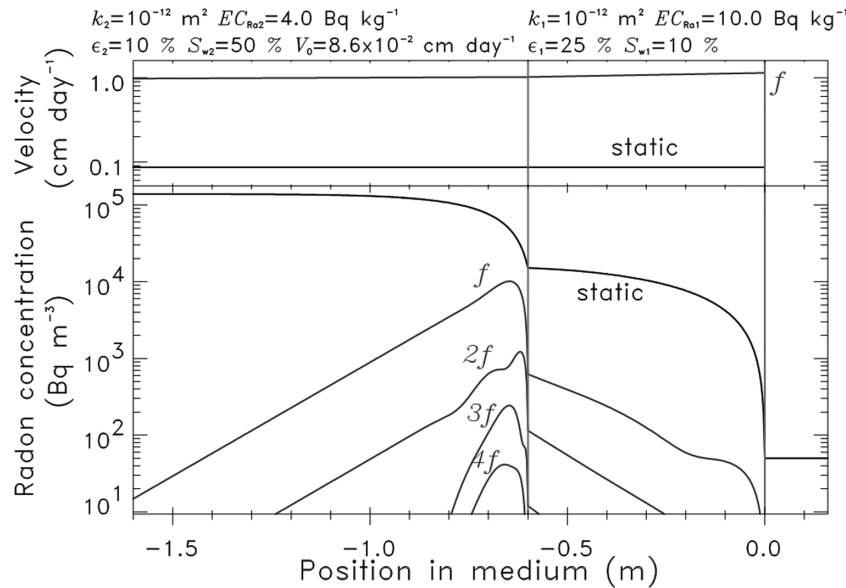 k₂=10⁻¹² m² EC_Ra2=4.0 Bq kg⁻¹ k₁=10⁻¹² m² EC_Ra1=10.0 Bq kg⁻¹
ϵ₂=10 % S_w2=50 % V₀=8.6x10⁻² cm day⁻¹ ϵ₁=25 % S_w1=10 %
Velocity
(cm day⁻¹)
1.0
0.1
f
static
Radon concentration
(Bq m⁻³)
10⁵
10⁴
10³
10²
10¹
f
static
2f
3f
4f
-1.5 -1.0 -0.5 0.0
Position in medium (m)